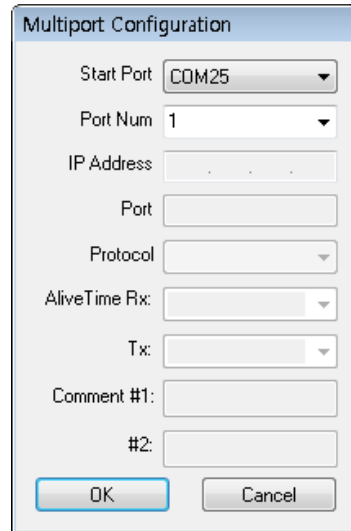 Multiport Configuration
Start Port COM25
Port Num 1
IP Address . . .
Port
Protocol
AliveTime Rx:
Tx:
Comment #1:
#2:
OK Cancel